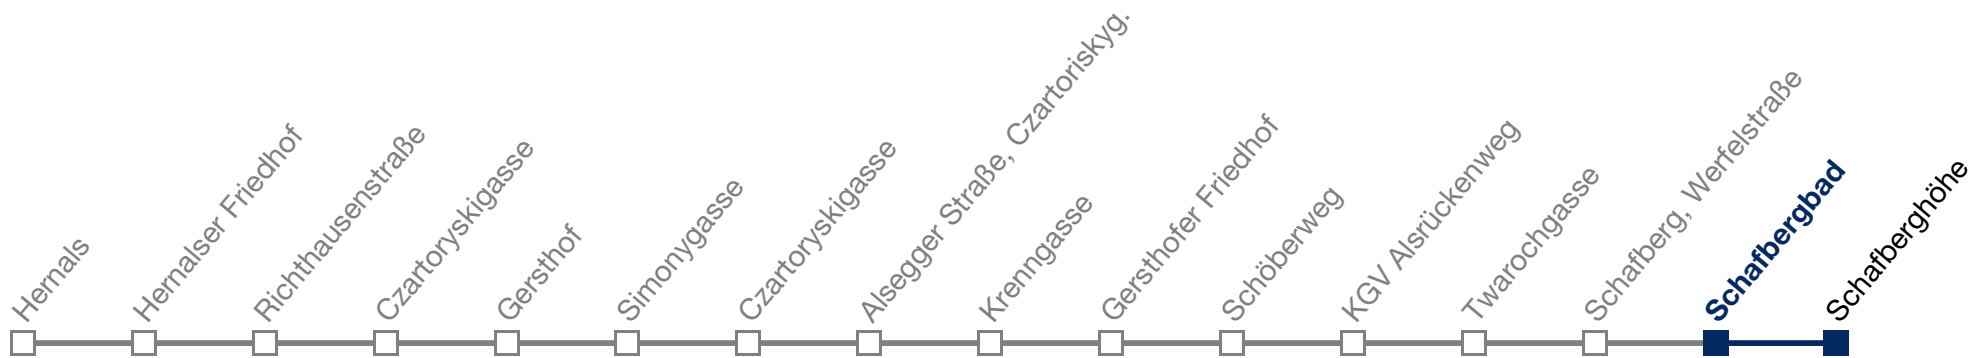 Hernals
Hernalser Friedhof
Richthausenstraße
Czartoryskigasse
Gersthof
Simonygasse
Czartoryskigasse
Alsegger Straße, Czartoriskyg.
Krenngasse
Gersthofer Friedhof
Schöberweg
KGV Alsrückenweg
Twarochgasse
Schafberg, Werfelstraße
Schafbergbad
Schafberghöhe